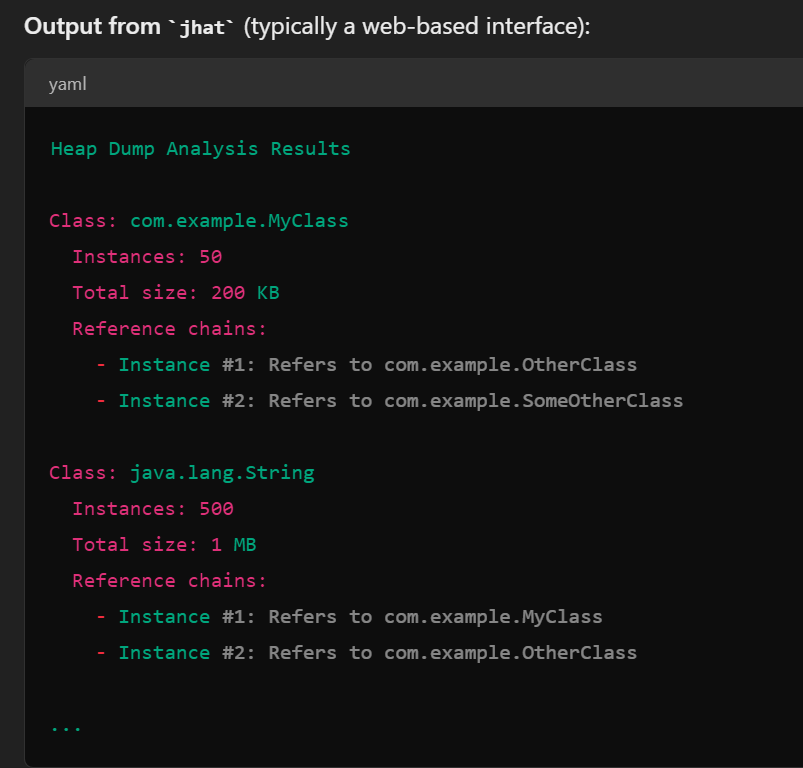 Output from `jhat` (typically a web-based interface):
yaml
Heap Dump Analysis Results
Class: com.example.MyClass
Instances: 50
Total size: 200 KB
Reference chains:
- Instance #1: Refers to com.example.OtherClass
- Instance #2: Refers to com.example.SomeOtherClass
Class: java.lang.String
Instances: 500
Total size: 1 MB
Reference chains:
- Instance #1: Refers to com.example.MyClass
- Instance #2: Refers to com.example.OtherClass
...